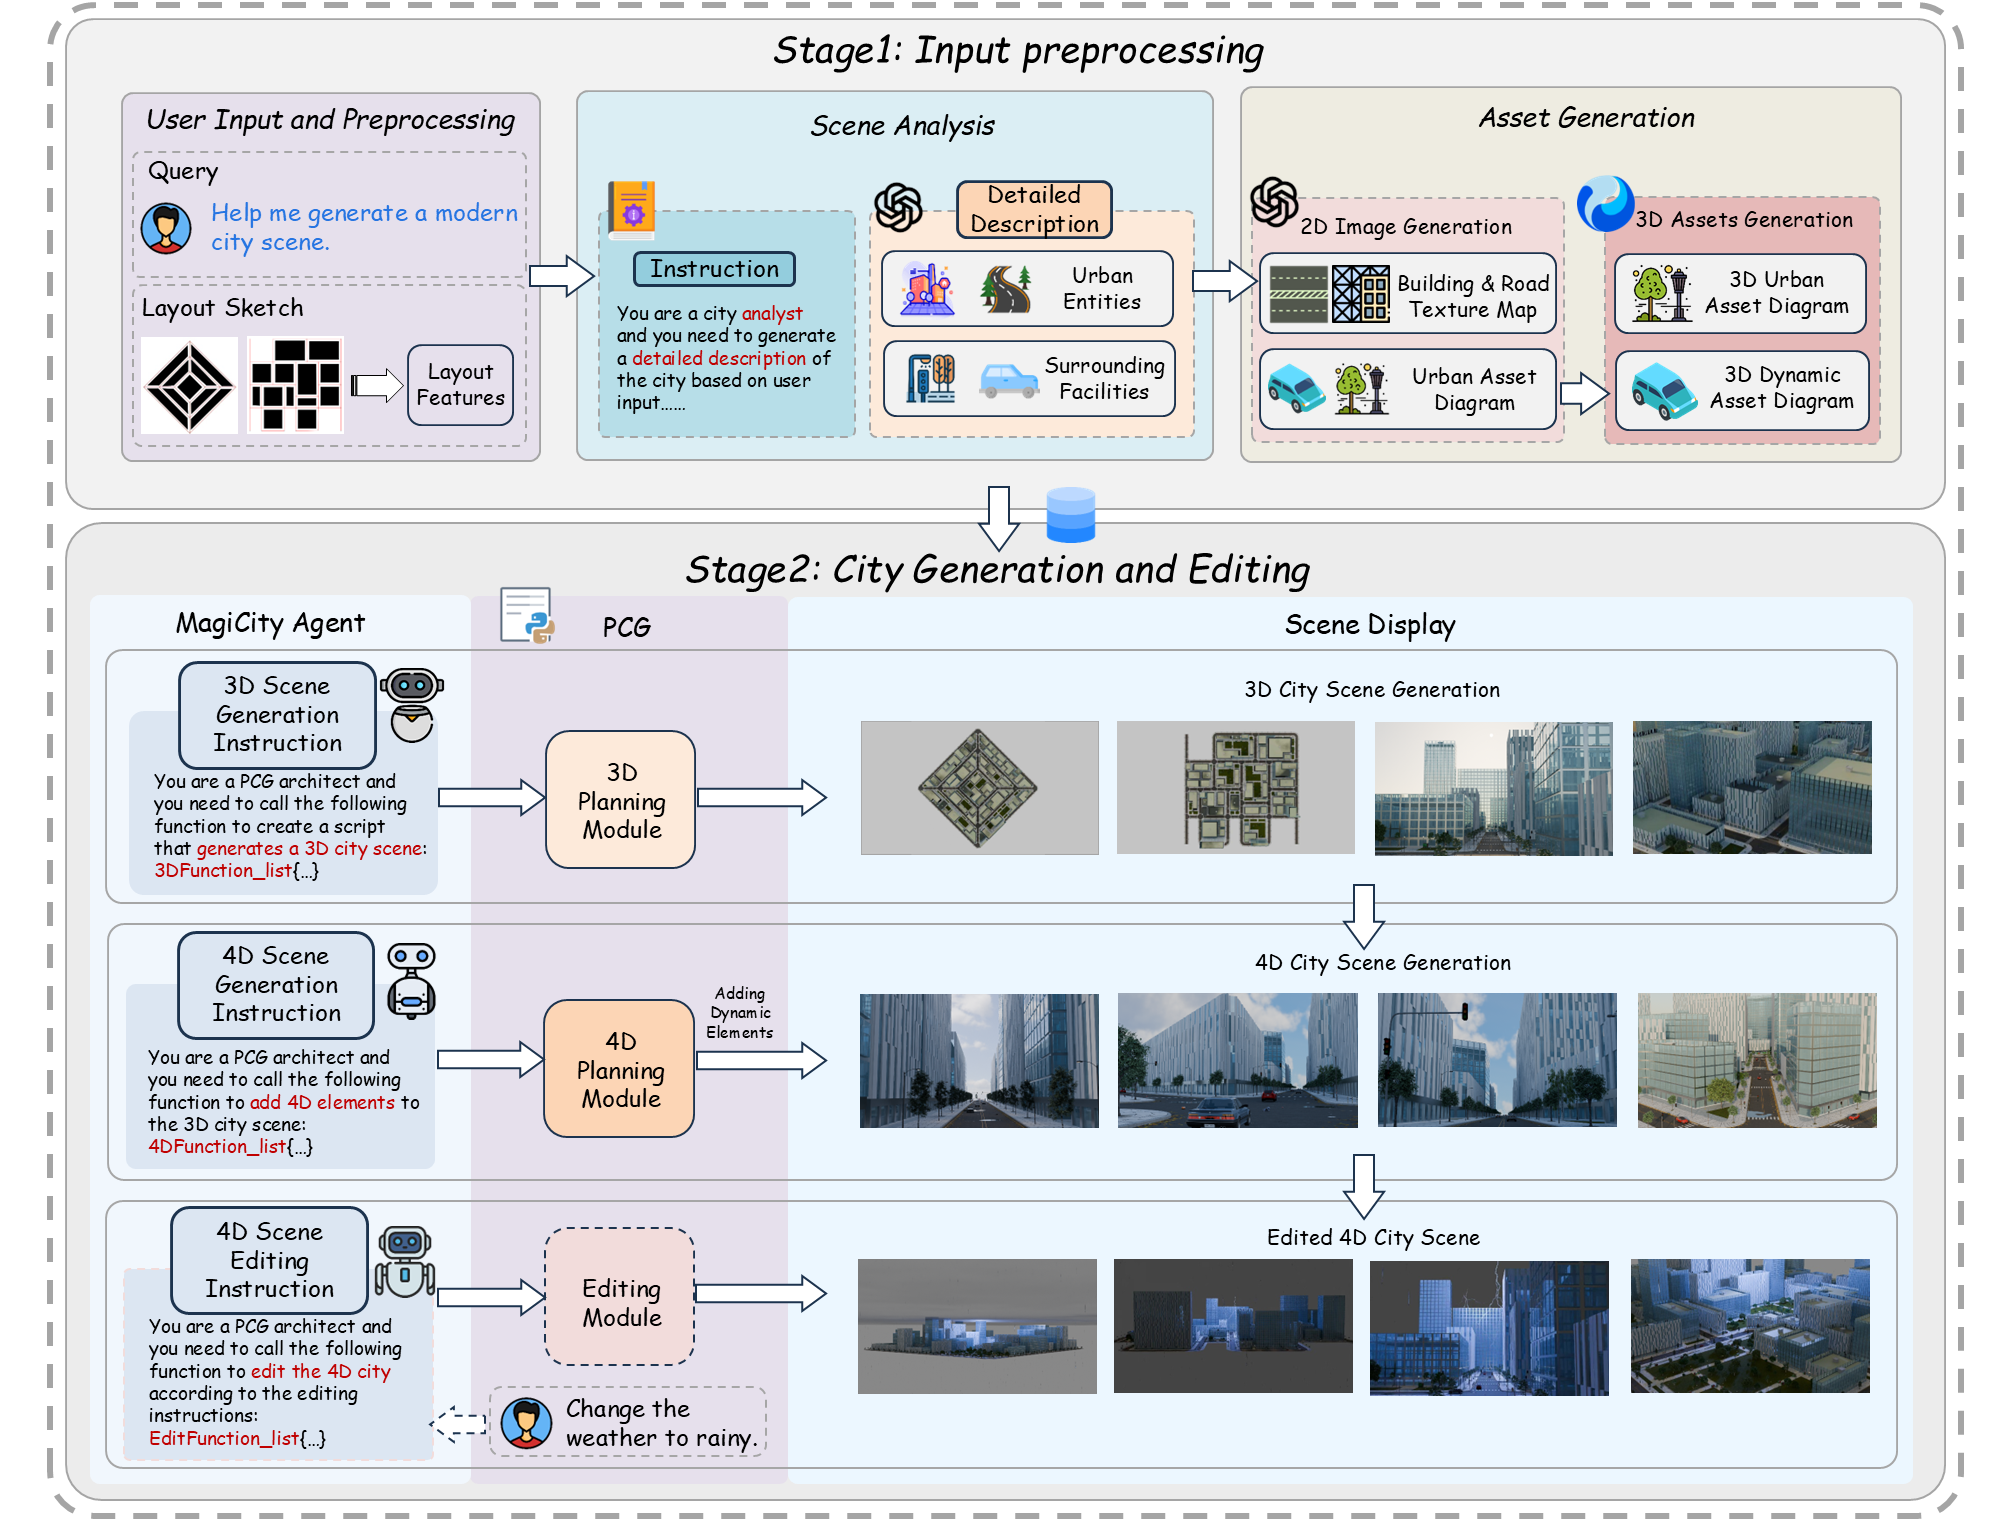 Stage1: Input preprocessing
User Input and Preprocessing
Query
Help me generate a modern
city scene.
Layout Sketch
Layout
Features
Scene Analysis
Instruction
You are a city analyst
and you need to generate
a detailed description of
the city based on user
input......
Detailed
Description
Urban
Entities
Surrounding
Facilities
Asset Generation
2D Image Generation
Building & Road
Texture Map
Urban Asset
Diagram
3D Assets Generation
3D Urban
Asset Diagram
3D Dynamic
Asset Diagram
Stage2: City Generation and Editing
MagiCity Agent
PCG
Scene Display
3D Scene
Generation
Instruction
You are a PCG architect and
you need to call the following
function to create a script
that generates a 3D city scene:
3DFunction_list{...}
3D
Planning
Module
3D City Scene Generation
4D Scene
Generation
Instruction
You are a PCG architect and
you need to call the following
function to add 4D elements to
the 3D city scene:
4DFunction_list{...}
4D
Planning
Module
Adding
Dynamic
Elements
4D City Scene Generation
4D Scene
Editing
Instruction
You are a PCG architect and
you need to call the following
function to edit the 4D city
according to the editing
instructions:
EditFunction_list{...}
Editing
Module
Change the
weather to rainy.
Edited 4D City Scene